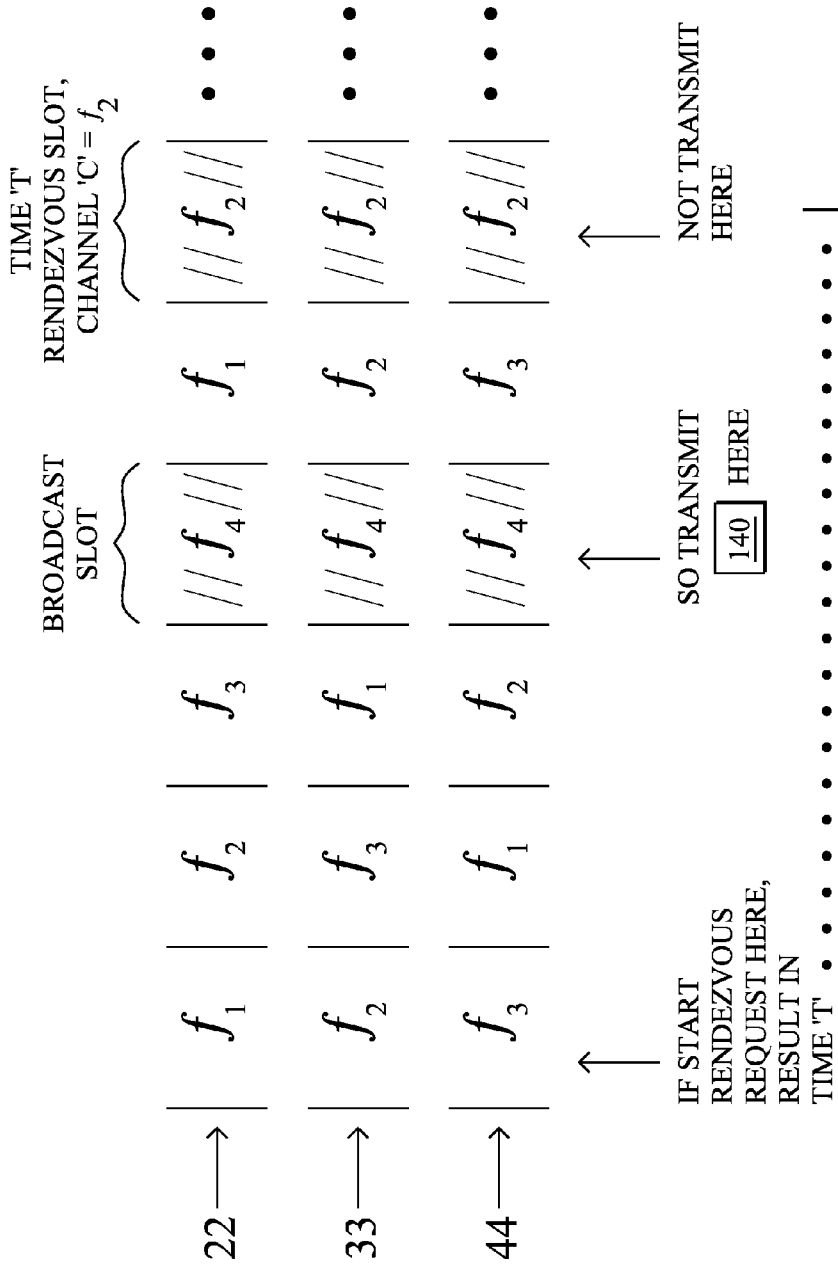 TIME 'T'
RENDEZVOUS SLOT,
CHANNEL 'C' = f2
BROADCAST
SLOT
22 f1 f2 f3 f4 f1 f2
33 f2 f3 f1 f4 f2 f2
44 f3 f1 f2 f4 f3 f2
IF START
RENDEZVOUS
REQUEST HERE,
RESULT IN
TIME 'T'
SO TRANSMIT
140 HERE
NOT TRANSMIT
HERE